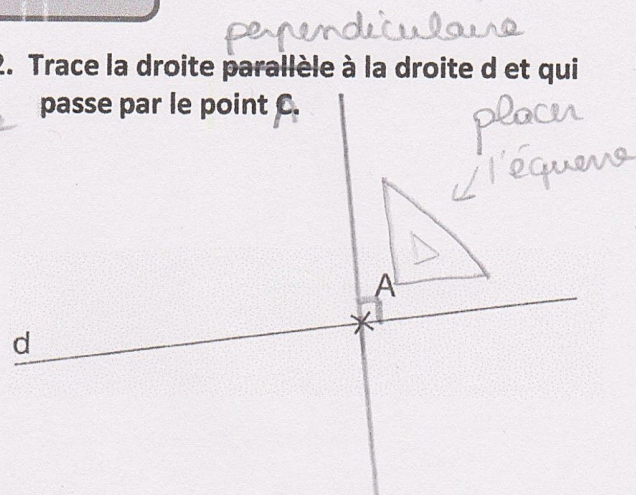 perpendiculaire
2. Trace la droite parallèle à la droite d et qui
passe par le point C. A
placer
l'équerre
A
d